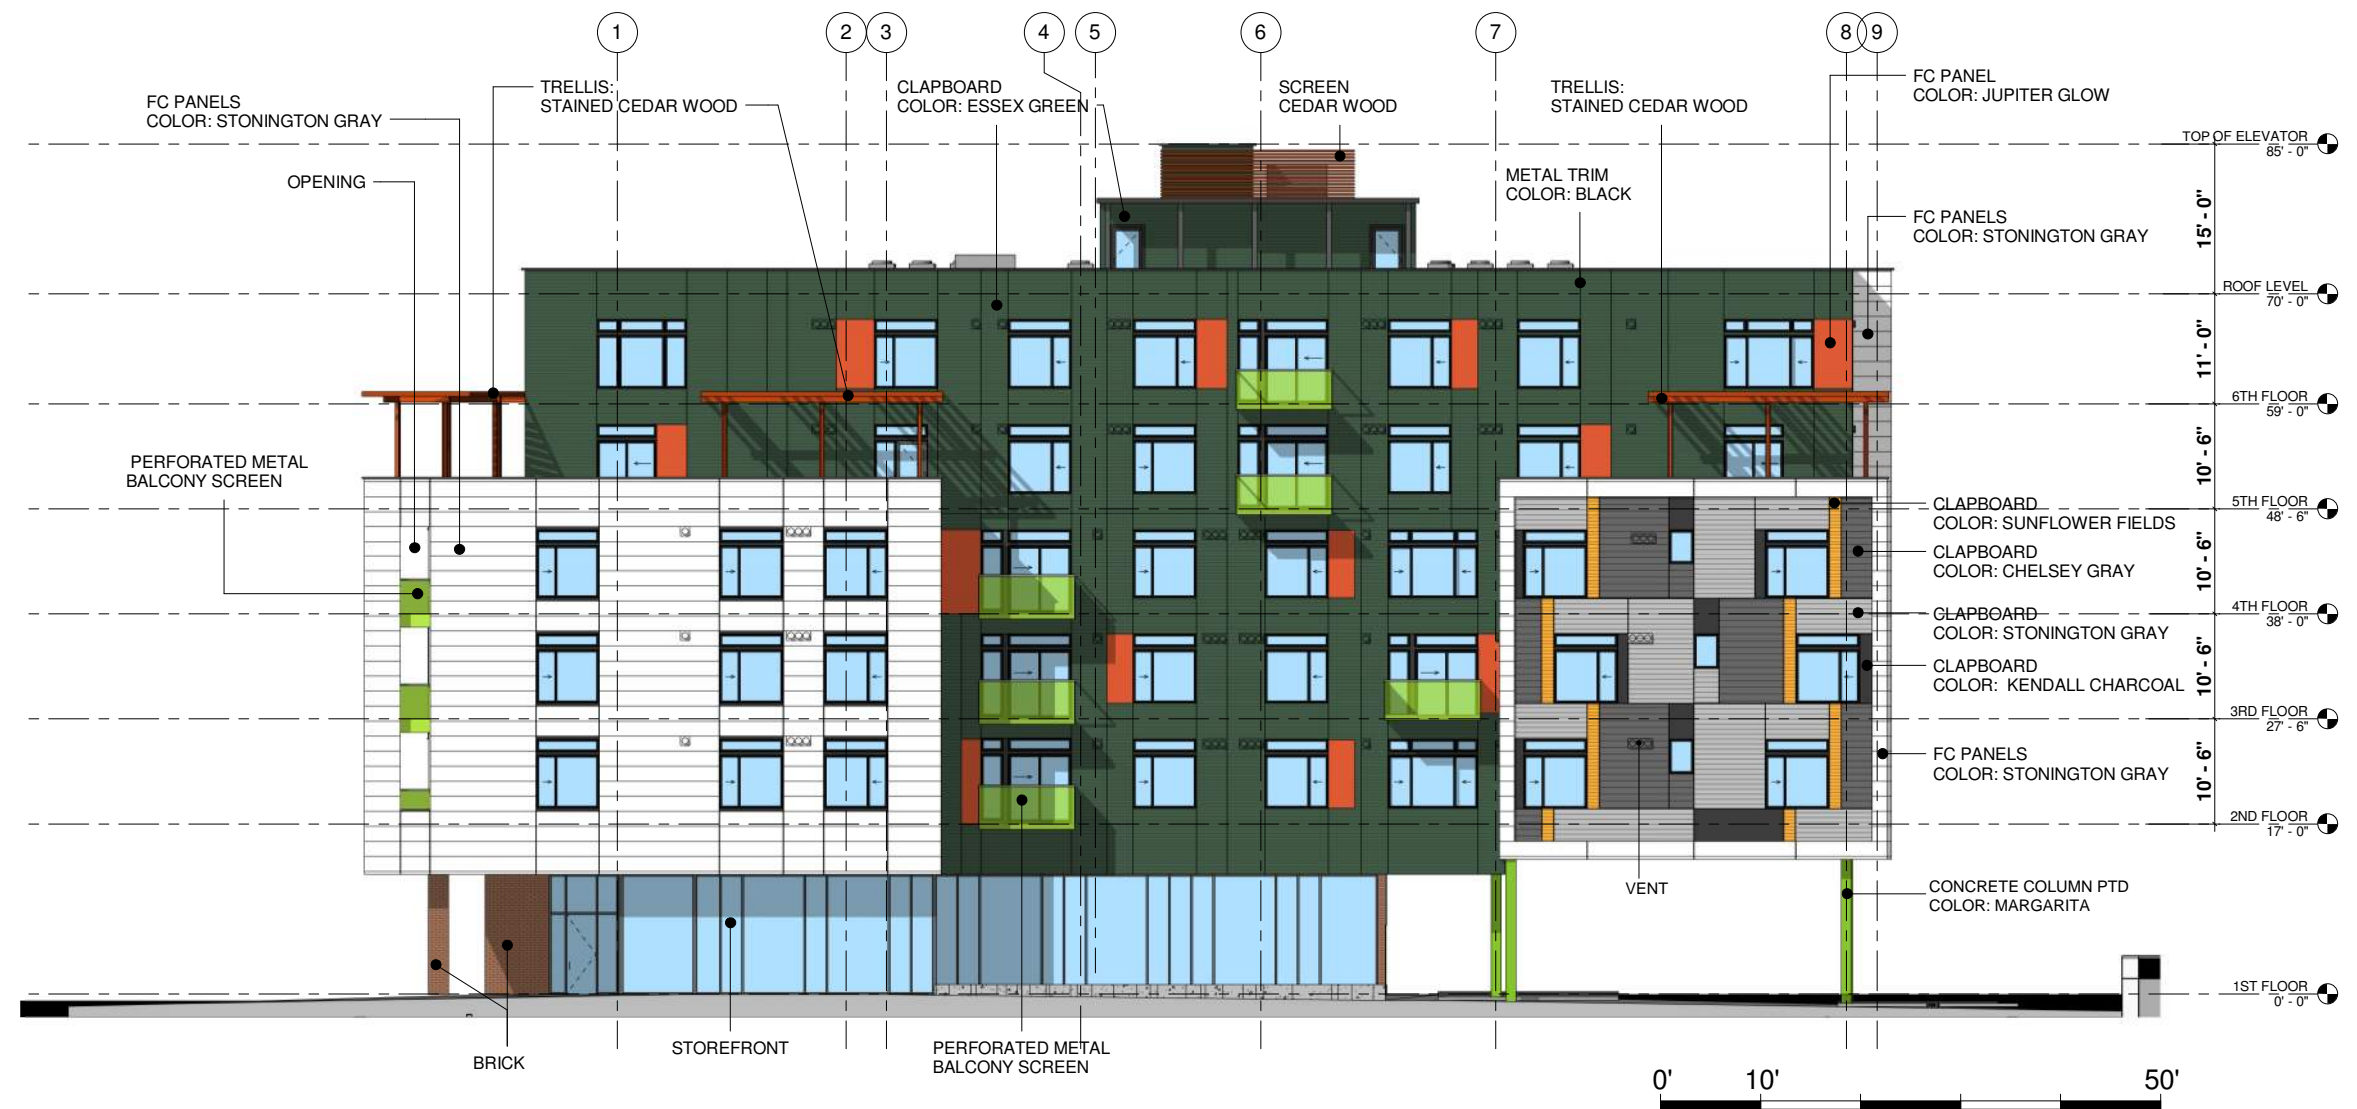 1
2
3
4
5
6
7
8
9
FC PANELS
COLOR: STONINGTON GRAY
TRELLIS:
STAINED CEDAR WOOD
CLAPBOARD
COLOR: ESSEX GREEN
SCREEN
CEDAR WOOD
TRELLIS:
STAINED CEDAR WOOD
FC PANEL
COLOR: JUPITER GLOW
OPENING
METAL TRIM
COLOR: BLACK
FC PANELS
COLOR: STONINGTON GRAY
TOP OF ELEVATOR
85' - 0"
15' - 0"
ROOF LEVEL
70' - 0"
11' - 0"
6TH FLOOR
59' - 0"
10' - 6"
PERFORATED METAL
BALCONY SCREEN
5TH FLOOR
48' - 6"
CLAPBOARD
COLOR: SUNFLOWER FIELDS
CLAPBOARD
COLOR: CHELSEY GRAY
10' - 6"
4TH FLOOR
38' - 0"
CLAPBOARD
COLOR: STONINGTON GRAY
CLAPBOARD
COLOR: KENDALL CHARCOAL
10' - 6"
3RD FLOOR
27' - 6"
FC PANELS
COLOR: STONINGTON GRAY
10' - 6"
2ND FLOOR
17' - 0"
VENT
CONCRETE COLUMN PTD
COLOR: MARGARITA
1ST FLOOR
0' - 0"
BRICK
STOREFRONT
PERFORATED METAL
BALCONY SCREEN
0'
10'
50'